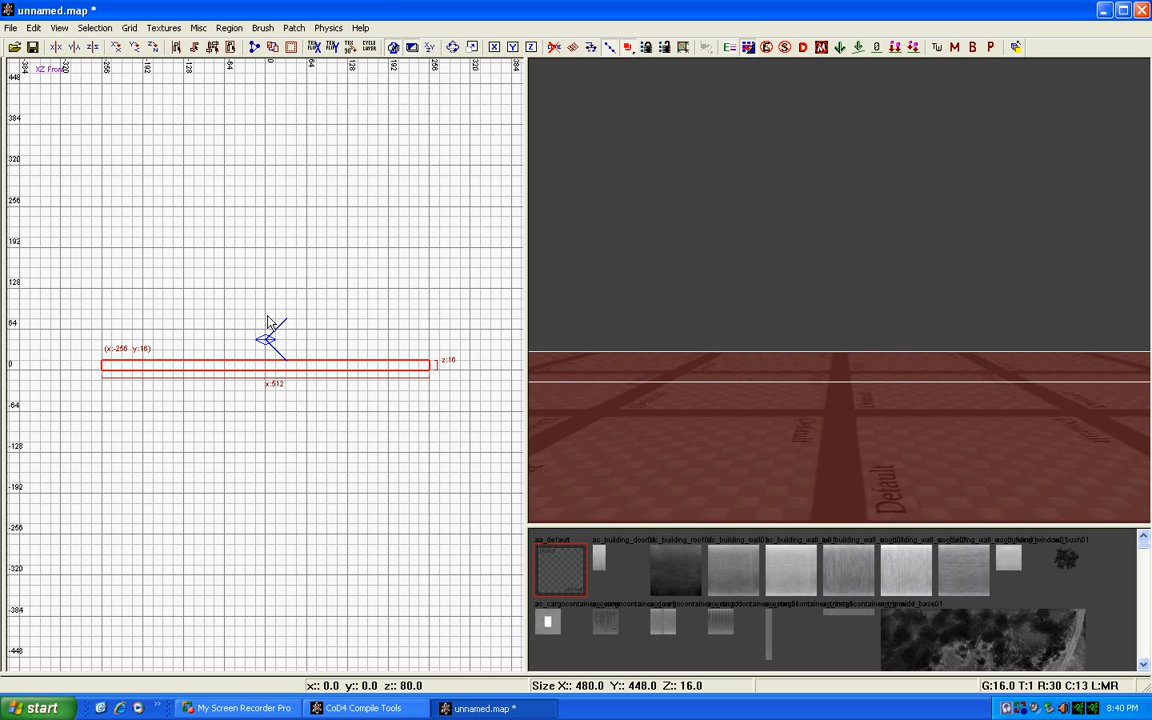 unnamed.map *
File Edit View Selection Grid Textures Misc Region Brush Patch Physics Help
XZ Front
-384 -256 -192 -128 -64 0 64 128 192 256 320 384
448
384
320
256
192
128
64
0
-64
-128
-192
-256
-320
-384
-448
(x:-256 y:16)
z:16
x:512
Default
Default
aa_default
x:: 0.0 y:: 0.0 z:: 80.0
Size X:: 480.0 Y:: 448.0 Z:: 16.0
G:16.0 T:1 R:30 C:13 L:MR
start
My Screen Recorder Pro
CoD4 Compile Tools
unnamed.map *
8:40 PM